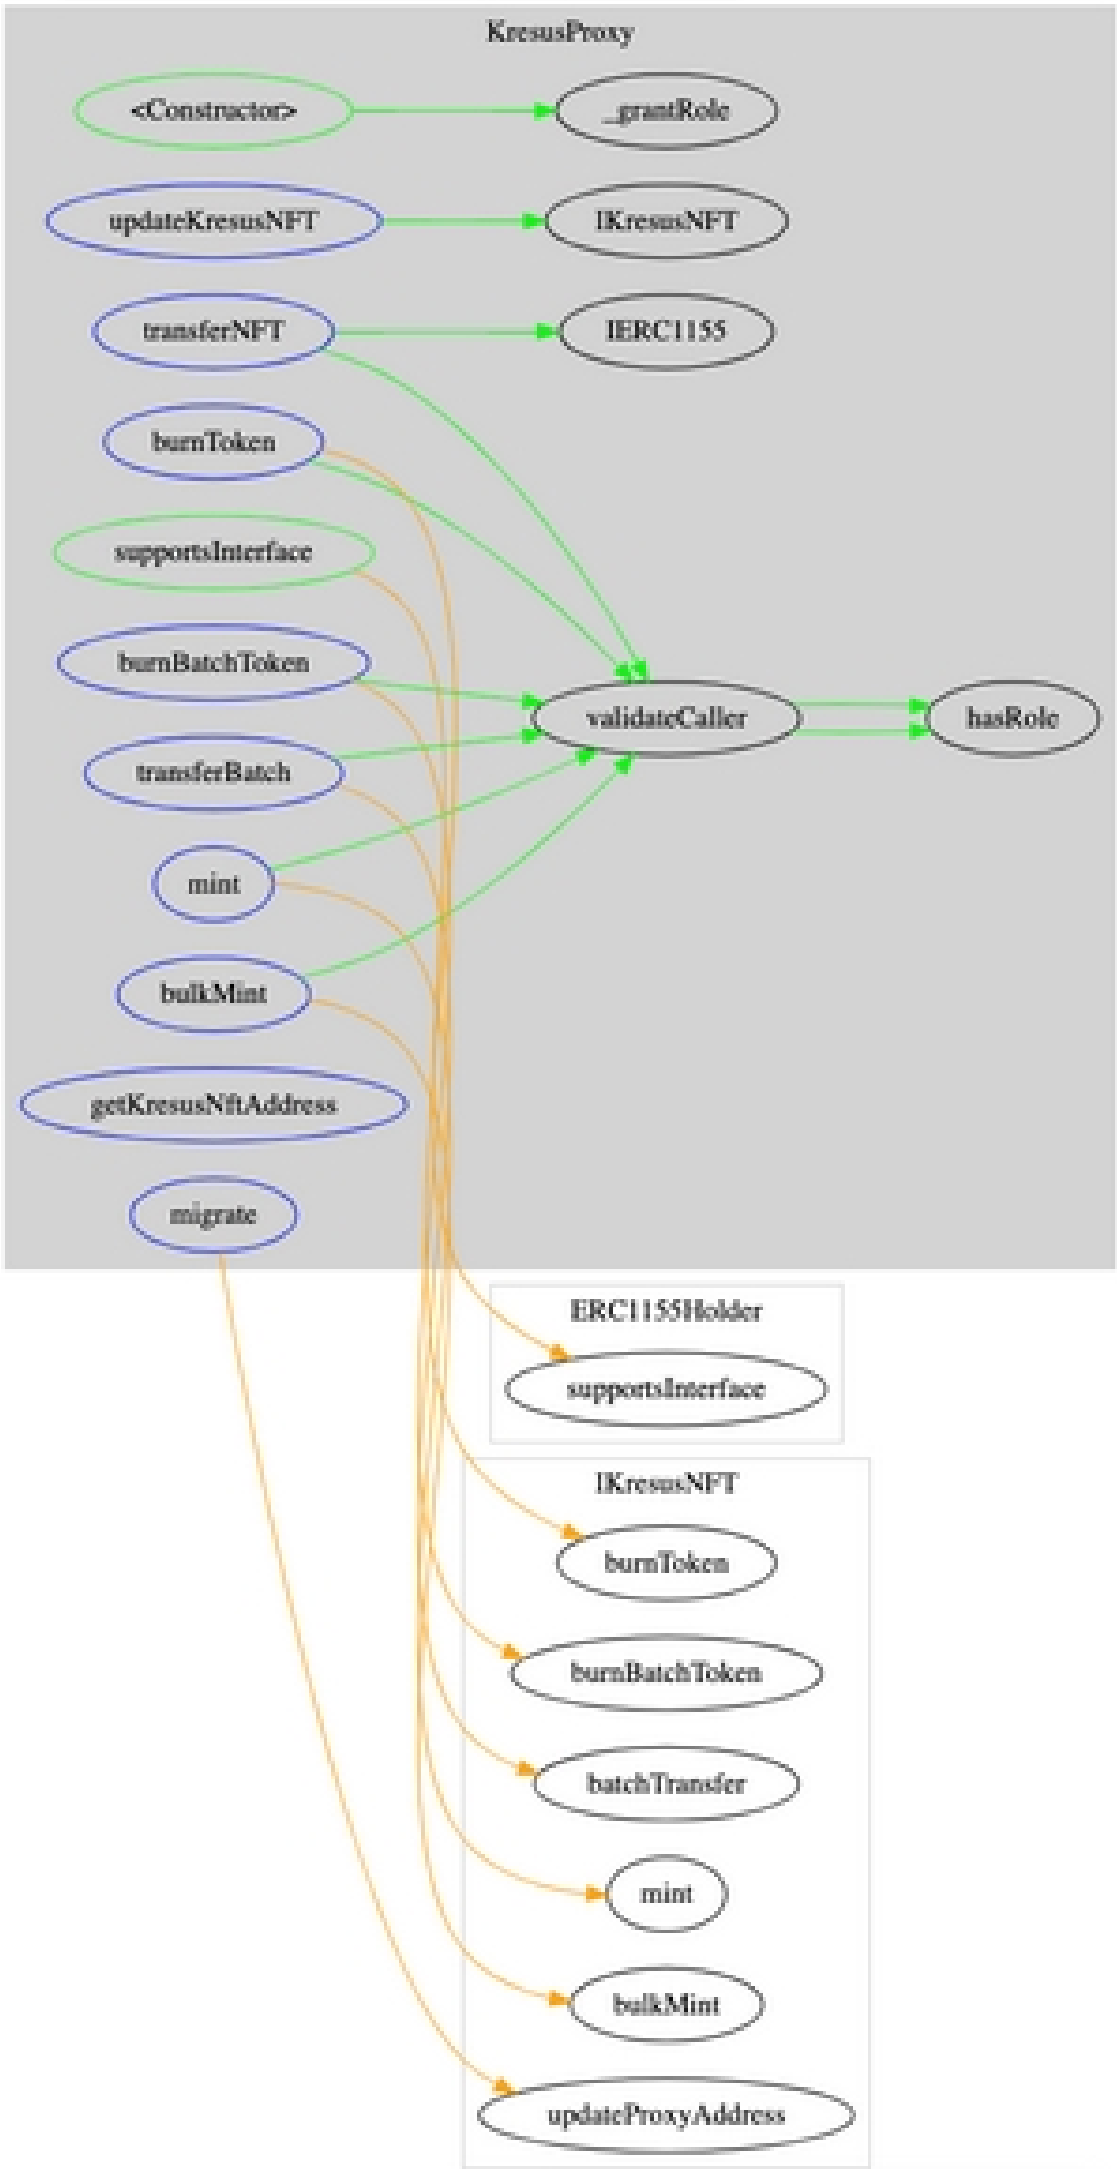 KresusProxy
<Constructor>
_grantRole
updateKresusNFT
IKresusNFT
transferNFT
IERC1155
burnToken
supportsInterface
burnBatchToken
validateCaller
hasRole
transferBatch
mint
bulkMint
getKresusNftAddress
migrate
ERC1155Holder
supportsInterface
IKresusNFT
burnToken
burnBatchToken
batchTransfer
mint
bulkMint
updateProxyAddress